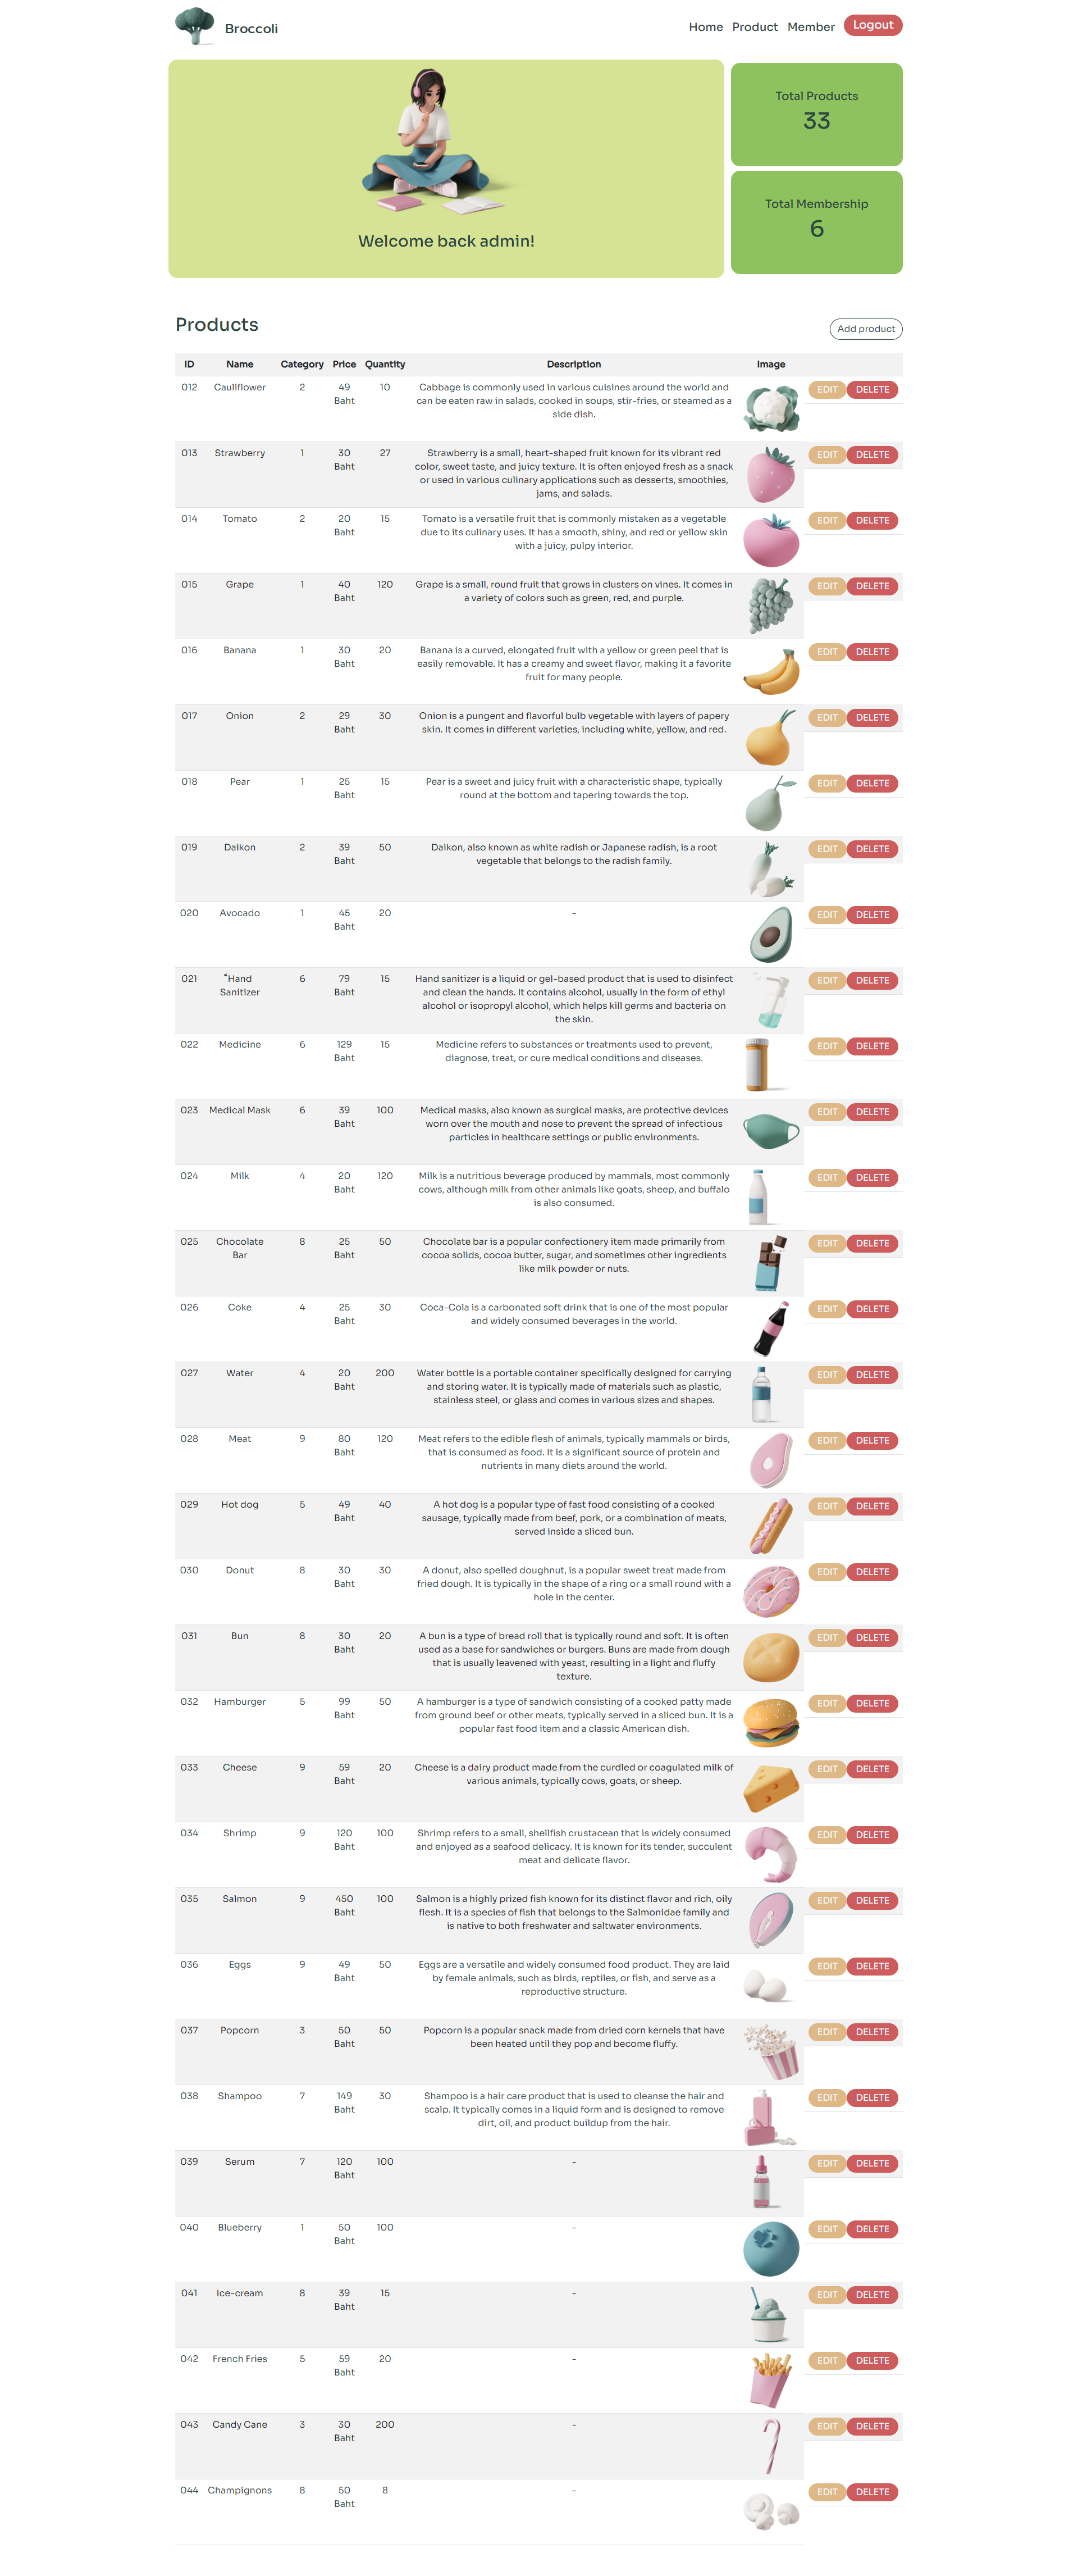 Broccoli
Home Product Member Logout
Welcome back admin!
Total Products
33
Total Membership
6
Products
Add product
ID Name Category Price Quantity Description Image
012 Cauliflower 2 49 Baht 10 Cabbage is commonly used in various cuisines around the world and
can be eaten raw in salads, cooked in soups, stir-fries, or steamed as a
side dish.
EDIT DELETE
013 Strawberry 1 30 Baht 27 Strawberry is a small, heart-shaped fruit known for its vibrant red
color, sweet taste, and juicy texture. It is often enjoyed fresh as a snack
or used in various culinary applications such as desserts, smoothies,
jams, and salads.
EDIT DELETE
014 Tomato 2 20 Baht 15 Tomato is a versatile fruit that is commonly mistaken as a vegetable
due to its culinary uses. It has a smooth, shiny, and red or yellow skin
with a juicy, pulpy interior.
EDIT DELETE
015 Grape 1 40 Baht 120 Grape is a small, round fruit that grows in clusters on vines. It comes in
a variety of colors such as green, red, and purple.
EDIT DELETE
016 Banana 1 30 Baht 20 Banana is a curved, elongated fruit with a yellow or green peel that is
easily removable. It has a creamy and sweet flavor, making it a favorite
fruit for many people.
EDIT DELETE
017 Onion 2 29 Baht 30 Onion is a pungent and flavorful bulb vegetable with layers of papery
skin. It comes in different varieties, including white, yellow, and red.
EDIT DELETE
018 Pear 1 25 Baht 15 Pear is a sweet and juicy fruit with a characteristic shape, typically
round at the bottom and tapering towards the top.
EDIT DELETE
019 Daikon 2 39 Baht 50 Daikon, also known as white radish or Japanese radish, is a root
vegetable that belongs to the radish family.
EDIT DELETE
020 Avocado 1 45 Baht 20 -
EDIT DELETE
021 “Hand Sanitizer 6 79 Baht 15 Hand sanitizer is a liquid or gel-based product that is used to disinfect
and clean the hands. It contains alcohol, usually in the form of ethyl
alcohol or isopropyl alcohol, which helps kill germs and bacteria on
the skin.
EDIT DELETE
022 Medicine 6 129 Baht 15 Medicine refers to substances or treatments used to prevent,
diagnose, treat, or cure medical conditions and diseases.
EDIT DELETE
023 Medical Mask 6 39 Baht 100 Medical masks, also known as surgical masks, are protective devices
worn over the mouth and nose to prevent the spread of infectious
particles in healthcare settings or public environments.
EDIT DELETE
024 Milk 4 20 Baht 120 Milk is a nutritious beverage produced by mammals, most commonly
cows, although milk from other animals like goats, sheep, and buffalo
is also consumed.
EDIT DELETE
025 Chocolate Bar 8 25 Baht 50 Chocolate bar is a popular confectionery item made primarily from
cocoa solids, cocoa butter, sugar, and sometimes other ingredients
like milk powder or nuts.
EDIT DELETE
026 Coke 4 25 Baht 30 Coca-Cola is a carbonated soft drink that is one of the most popular
and widely consumed beverages in the world.
EDIT DELETE
027 Water 4 20 Baht 200 Water bottle is a portable container specifically designed for carrying
and storing water. It is typically made of materials such as plastic,
stainless steel, or glass and comes in various sizes and shapes.
EDIT DELETE
028 Meat 9 80 Baht 120 Meat refers to the edible flesh of animals, typically mammals or birds,
that is consumed as food. It is a significant source of protein and
nutrients in many diets around the world.
EDIT DELETE
029 Hot dog 5 49 Baht 40 A hot dog is a popular type of fast food consisting of a cooked
sausage, typically made from beef, pork, or a combination of meats,
served inside a sliced bun.
EDIT DELETE
030 Donut 8 30 Baht 30 A donut, also spelled doughnut, is a popular sweet treat made from
fried dough. It is typically in the shape of a ring or a small round with a
hole in the center.
EDIT DELETE
031 Bun 8 30 Baht 20 A bun is a type of bread roll that is typically round and soft. It is often
used as a base for sandwiches or burgers. Buns are made from dough
that is usually leavened with yeast, resulting in a light and fluffy
texture.
EDIT DELETE
032 Hamburger 5 99 Baht 50 A hamburger is a type of sandwich consisting of a cooked patty made
from ground beef or other meats, typically served in a sliced bun. It is a
popular fast food item and a classic American dish.
EDIT DELETE
033 Cheese 9 59 Baht 20 Cheese is a dairy product made from the curdled or coagulated milk of
various animals, typically cows, goats, or sheep.
EDIT DELETE
034 Shrimp 9 120 Baht 100 Shrimp refers to a small, shellfish crustacean that is widely consumed
and enjoyed as a seafood delicacy. It is known for its tender, succulent
meat and delicate flavor.
EDIT DELETE
035 Salmon 9 450 Baht 100 Salmon is a highly prized fish known for its distinct flavor and rich, oily
flesh. It is a species of fish that belongs to the Salmonidae family and
is native to both freshwater and saltwater environments.
EDIT DELETE
036 Eggs 9 49 Baht 50 Eggs are a versatile and widely consumed food product. They are laid
by female animals, such as birds, reptiles, or fish, and serve as a
reproductive structure.
EDIT DELETE
037 Popcorn 3 50 Baht 50 Popcorn is a popular snack made from dried corn kernels that have
been heated until they pop and become fluffy.
EDIT DELETE
038 Shampoo 7 149 Baht 30 Shampoo is a hair care product that is used to cleanse the hair and
scalp. It typically comes in a liquid form and is designed to remove
dirt, oil, and product buildup from the hair.
EDIT DELETE
039 Serum 7 120 Baht 100 -
EDIT DELETE
040 Blueberry 1 50 Baht 100 -
EDIT DELETE
041 Ice-cream 8 39 Baht 15 -
EDIT DELETE
042 French Fries 5 59 Baht 20 -
EDIT DELETE
043 Candy Cane 3 30 Baht 200 -
EDIT DELETE
044 Champignons 8 50 Baht 8 -
EDIT DELETE